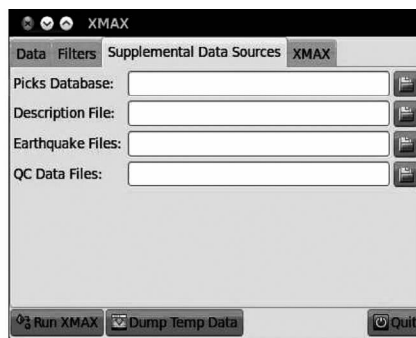 XMAX
Data Filters Supplemental Data Sources XMAX
Picks Database:
Description File:
Earthquake Files:
QC Data Files:
Run XMAX Dump Temp Data Quit